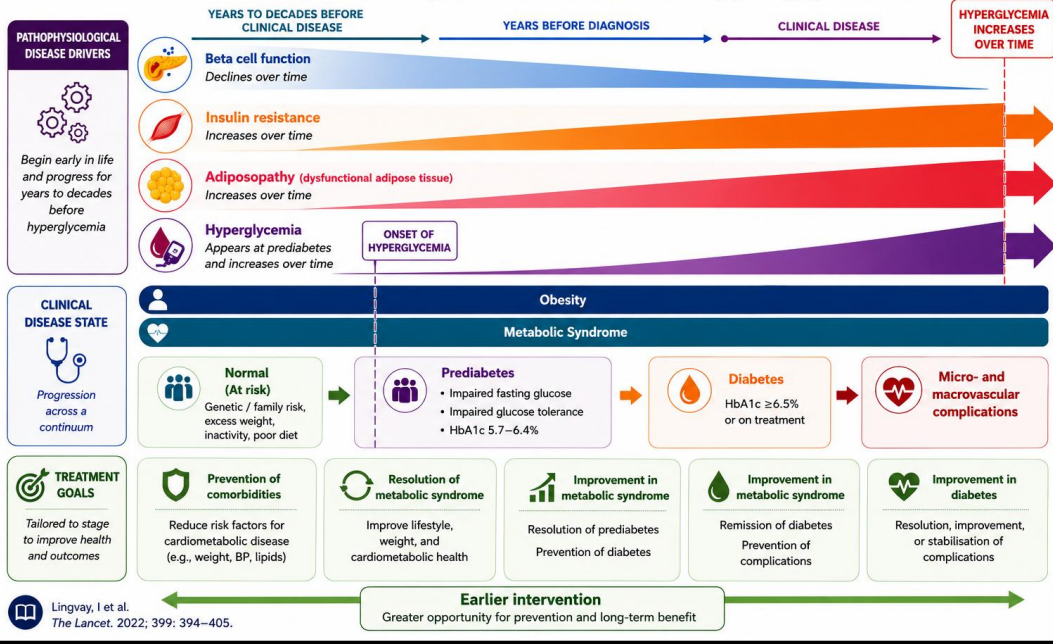 YEARS TO DECADES BEFORE
CLINICAL DISEASE
YEARS BEFORE DIAGNOSIS
CLINICAL DISEASE
HYPERGLYCEMIA
INCREASES
OVER TIME
PATHOPHYSIOLOGICAL
DISEASE DRIVERS
Begin early in life
and progress for
years to decades
before
hyperglycemia
Beta cell function
Declines over time
Insulin resistance
Increases over time
Adiposopathy (dysfunctional adipose tissue)
Increases over time
Hyperglycemia
Appears at prediabetes
and increases over time
ONSET OF
HYPERGLYCEMIA
CLINICAL
DISEASE STATE
Progression
across a
continuum
Obesity
Metabolic Syndrome
Normal
(At risk)
Genetic / family risk,
excess weight,
inactivity, poor diet
Prediabetes
• Impaired fasting glucose
• Impaired glucose tolerance
• HbA1c 5.7–6.4%
Diabetes
HbA1c ≥6.5%
or on treatment
Micro- and
macrovascular
complications
TREATMENT
GOALS
Tailored to stage
to improve health
and outcomes
Prevention of
comorbidities
Reduce risk factors for
cardiometabolic disease
(e.g., weight, BP, lipids)
Resolution of
metabolic syndrome
Improve lifestyle,
weight, and
cardiometabolic health
Improvement in
metabolic syndrome
Resolution of prediabetes
Prevention of diabetes
Improvement in
metabolic syndrome
Remission of diabetes
Prevention of
complications
Improvement in
diabetes
Resolution, improvement,
or stabilisation of
complications
Earlier intervention
Greater opportunity for prevention and long-term benefit
Lingvay, I et al.
The Lancet. 2022; 399: 394–405.